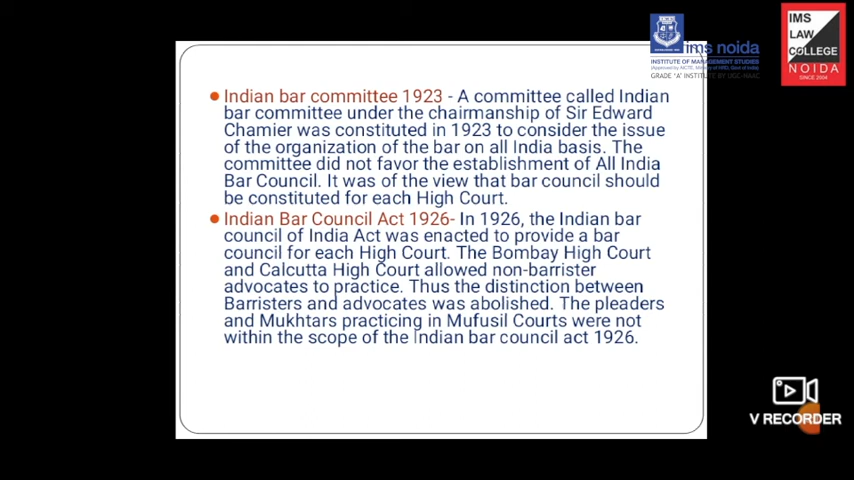 IMS
LAW
COLLEGE
NOIDA
SINCE 2004
ims noida
INSTITUTE OF MANAGEMENT STUDIES
GRADE "A" INSTITUTE BY UGC-NAAC
Indian bar committee 1923 - A committee called Indian
bar committee under the chairmanship of Sir Edward
Chamier was constituted in 1923 to consider the issue
of the organization of the bar on all India basis. The
committee did not favor the establishment of All India
Bar Council. It was of the view that bar council should
be constituted for each High Court.
Indian Bar Council Act 1926- In 1926, the Indian bar
council of India Act was enacted to provide a bar
council for each High Court. The Bombay High Court
and Calcutta High Court allowed non-barrister
advocates to practice. Thus the distinction between
Barristers and advocates was abolished. The pleaders
and Mukhtars practicing in Mufusil Courts were not
within the scope of the Indian bar council act 1926.
V RECORDER